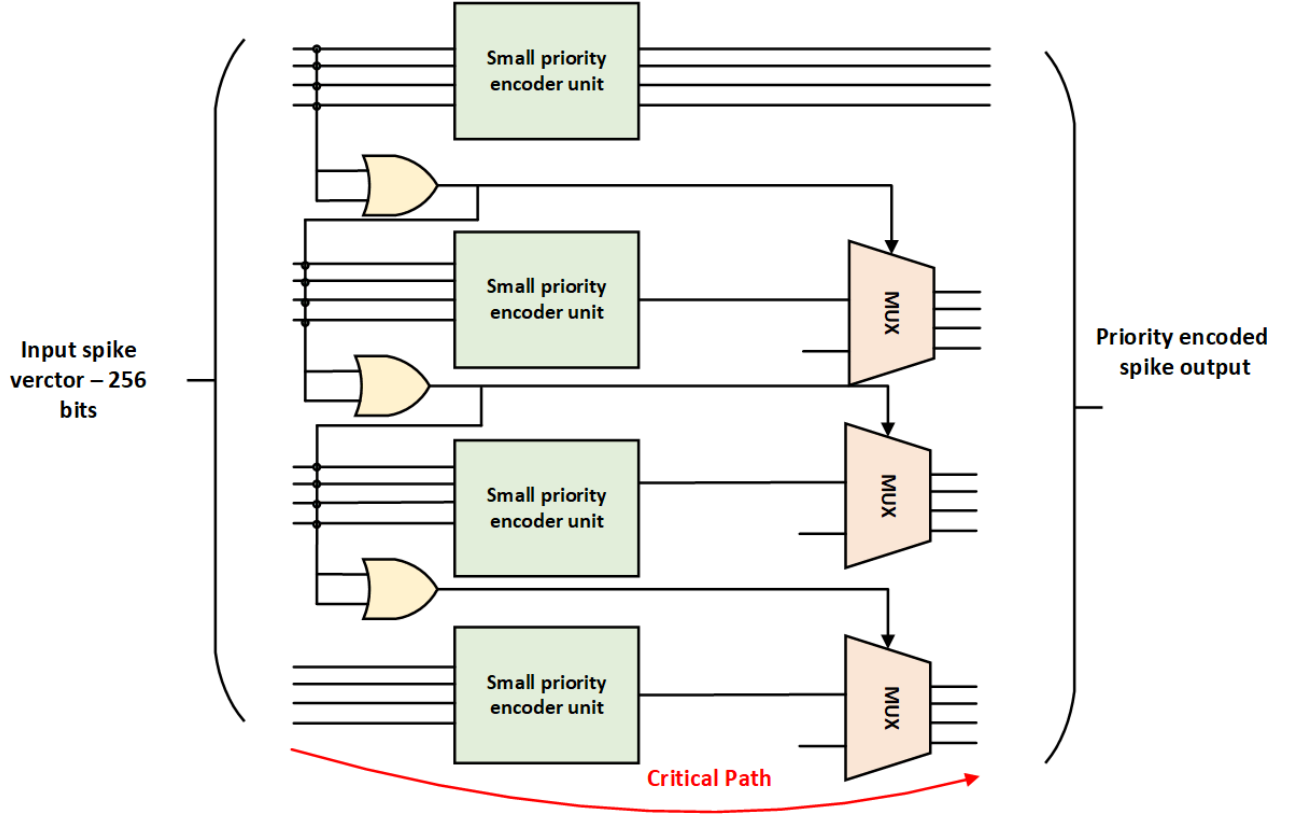 Small priority
encoder unit
Small priority
encoder unit
MUX
Input spike
verctor – 256
bits
Priority encoded
spike output
Small priority
encoder unit
MUX
Small priority
encoder unit
MUX
Critical Path